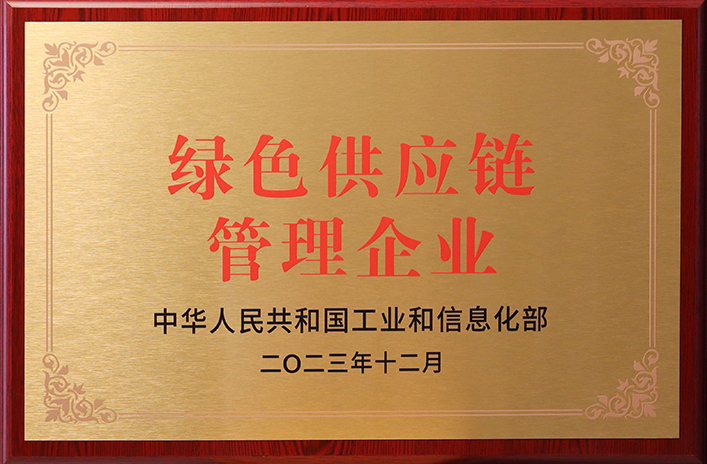 绿色供应链
管理企业
中华人民共和国工业和信息化部
二〇二三年十二月